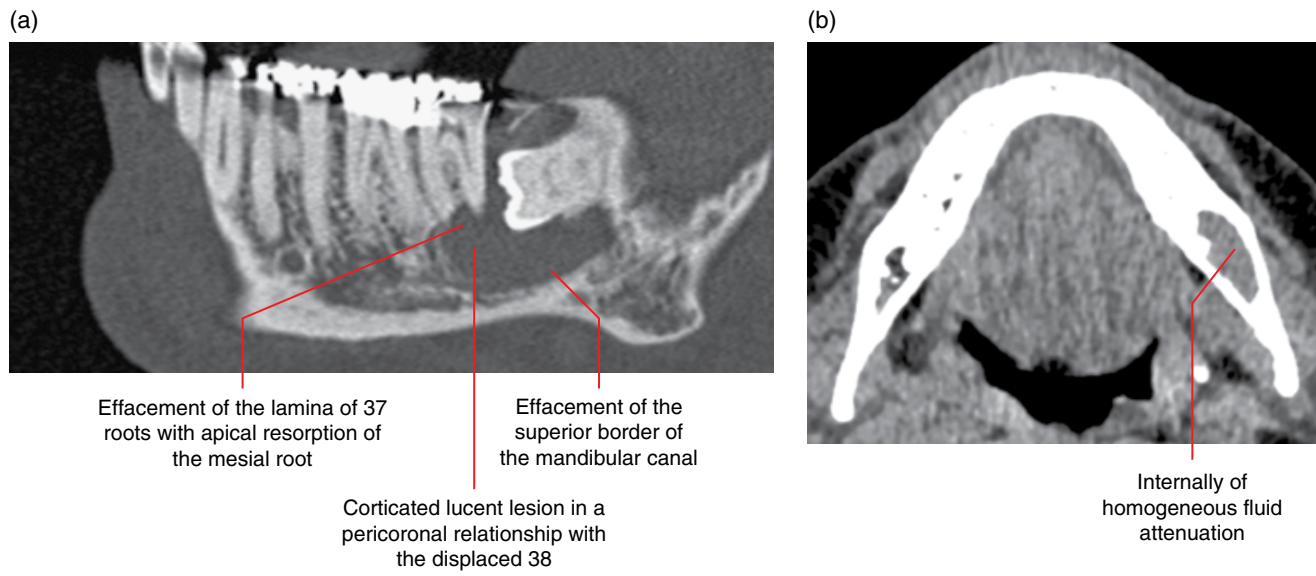 (a)
(b)
Effacement of the lamina of 37
roots with apical resorption of
the mesial root
Effacement of the
superior border of
the mandibular canal
Corticated lucent lesion in a
pericoronal relationship with
the displaced 38
Internally of
homogeneous fluid
attenuation